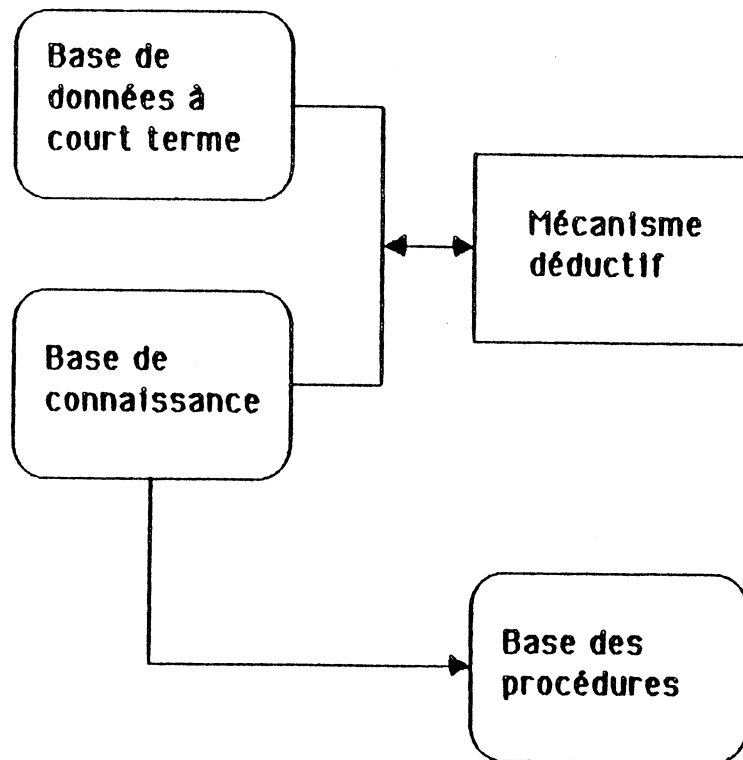 Base de
données à
court terme
Mécanisme
déductif
Base de
connaissance
Base des
procédures